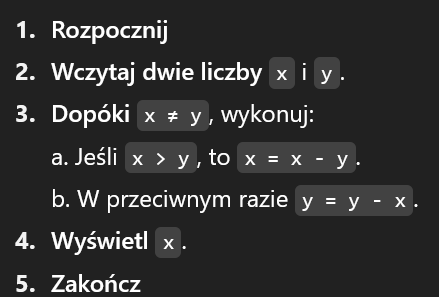 1. Rozpocznij
2. Wczytaj dwie liczby x i y.
3. Dopóki x ≠ y, wykonuj:
a. Jeśli x > y, to x = x - y.
b. W przeciwnym razie y = y - x.
4. Wyświetl x.
5. Zakończ